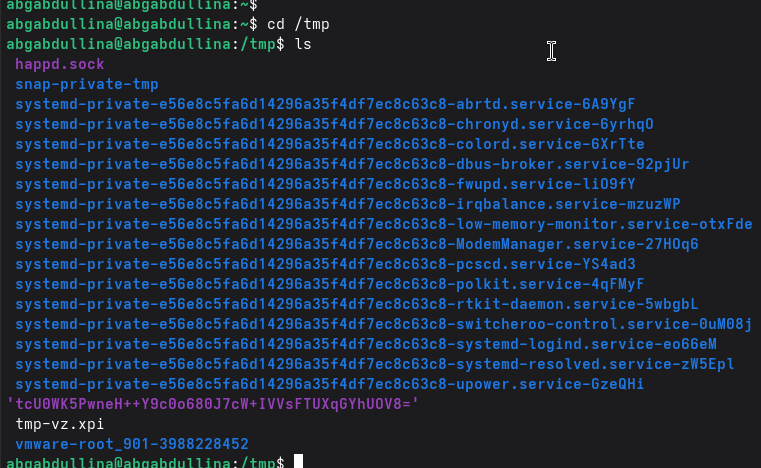 abgabdullina@abgabdullina:~$
abgabdullina@abgabdullina:~$ cd /tmp
abgabdullina@abgabdullina:/tmp$ ls
happd.sock
snap-private-tmp
systemd-private-e56e8c5fa6d14296a35f4df7ec8c63c8-abrtd.service-6A9YgF
systemd-private-e56e8c5fa6d14296a35f4df7ec8c63c8-chronyd.service-6yrhqO
systemd-private-e56e8c5fa6d14296a35f4df7ec8c63c8-colord.service-6XrTte
systemd-private-e56e8c5fa6d14296a35f4df7ec8c63c8-dbus-broker.service-92pjUr
systemd-private-e56e8c5fa6d14296a35f4df7ec8c63c8-fwupd.service-liO9fY
systemd-private-e56e8c5fa6d14296a35f4df7ec8c63c8-irqbalance.service-mzuzWP
systemd-private-e56e8c5fa6d14296a35f4df7ec8c63c8-low-memory-monitor.service-otxFde
systemd-private-e56e8c5fa6d14296a35f4df7ec8c63c8-ModemManager.service-27HOq6
systemd-private-e56e8c5fa6d14296a35f4df7ec8c63c8-pcscd.service-YS4ad3
systemd-private-e56e8c5fa6d14296a35f4df7ec8c63c8-polkit.service-4qFMyF
systemd-private-e56e8c5fa6d14296a35f4df7ec8c63c8-rtkit-daemon.service-5wbgbL
systemd-private-e56e8c5fa6d14296a35f4df7ec8c63c8-switcheroo-control.service-0uM08j
systemd-private-e56e8c5fa6d14296a35f4df7ec8c63c8-systemd-logind.service-eo66eM
systemd-private-e56e8c5fa6d14296a35f4df7ec8c63c8-systemd-resolved.service-zW5Epl
systemd-private-e56e8c5fa6d14296a35f4df7ec8c63c8-upower.service-GzeQHi
'tcU0WK5PwneH++Y9c0o680J7cW+IVVsFTUXqGYhUOV8='
tmp-vz.xpi
vmware-root_901-3988228452
abgabdullina@abgabdullina:/tmp$